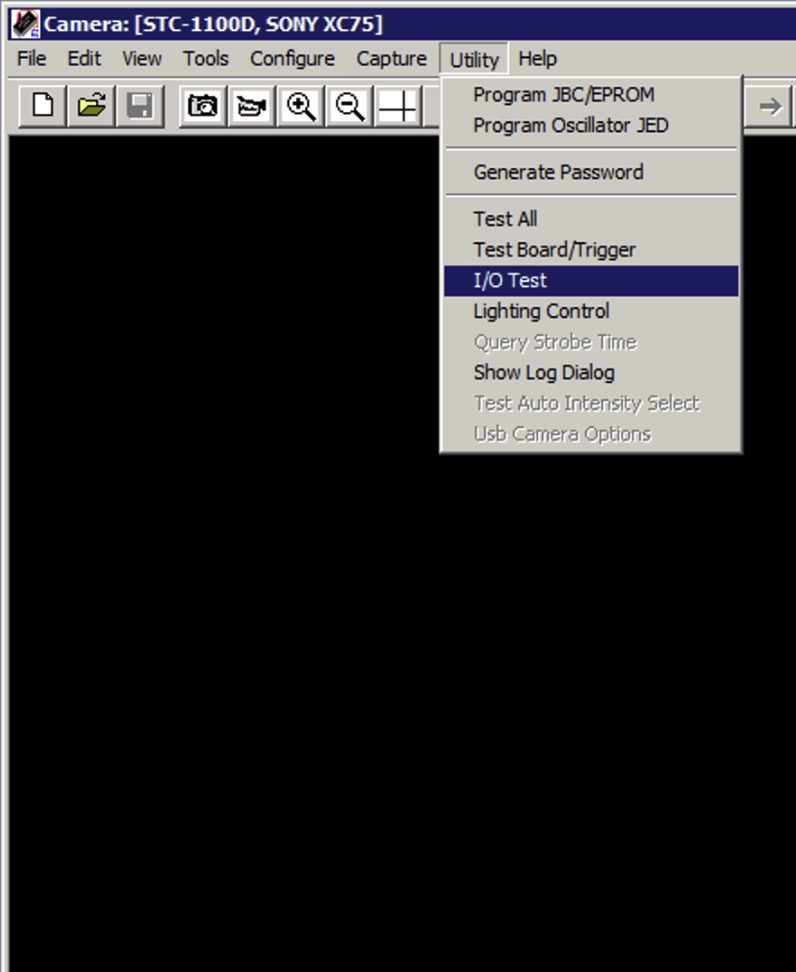 Camera: [STC-1100D, SONY XC75]
File Edit View Tools Configure Capture Utility Help
Program JBC/EPROM
Program Oscillator JED
Generate Password
Test All
Test Board/Trigger
I/O Test
Lighting Control
Query Strobe Time
Show Log Dialog
Test Auto Intensity Select
Usb Camera Options